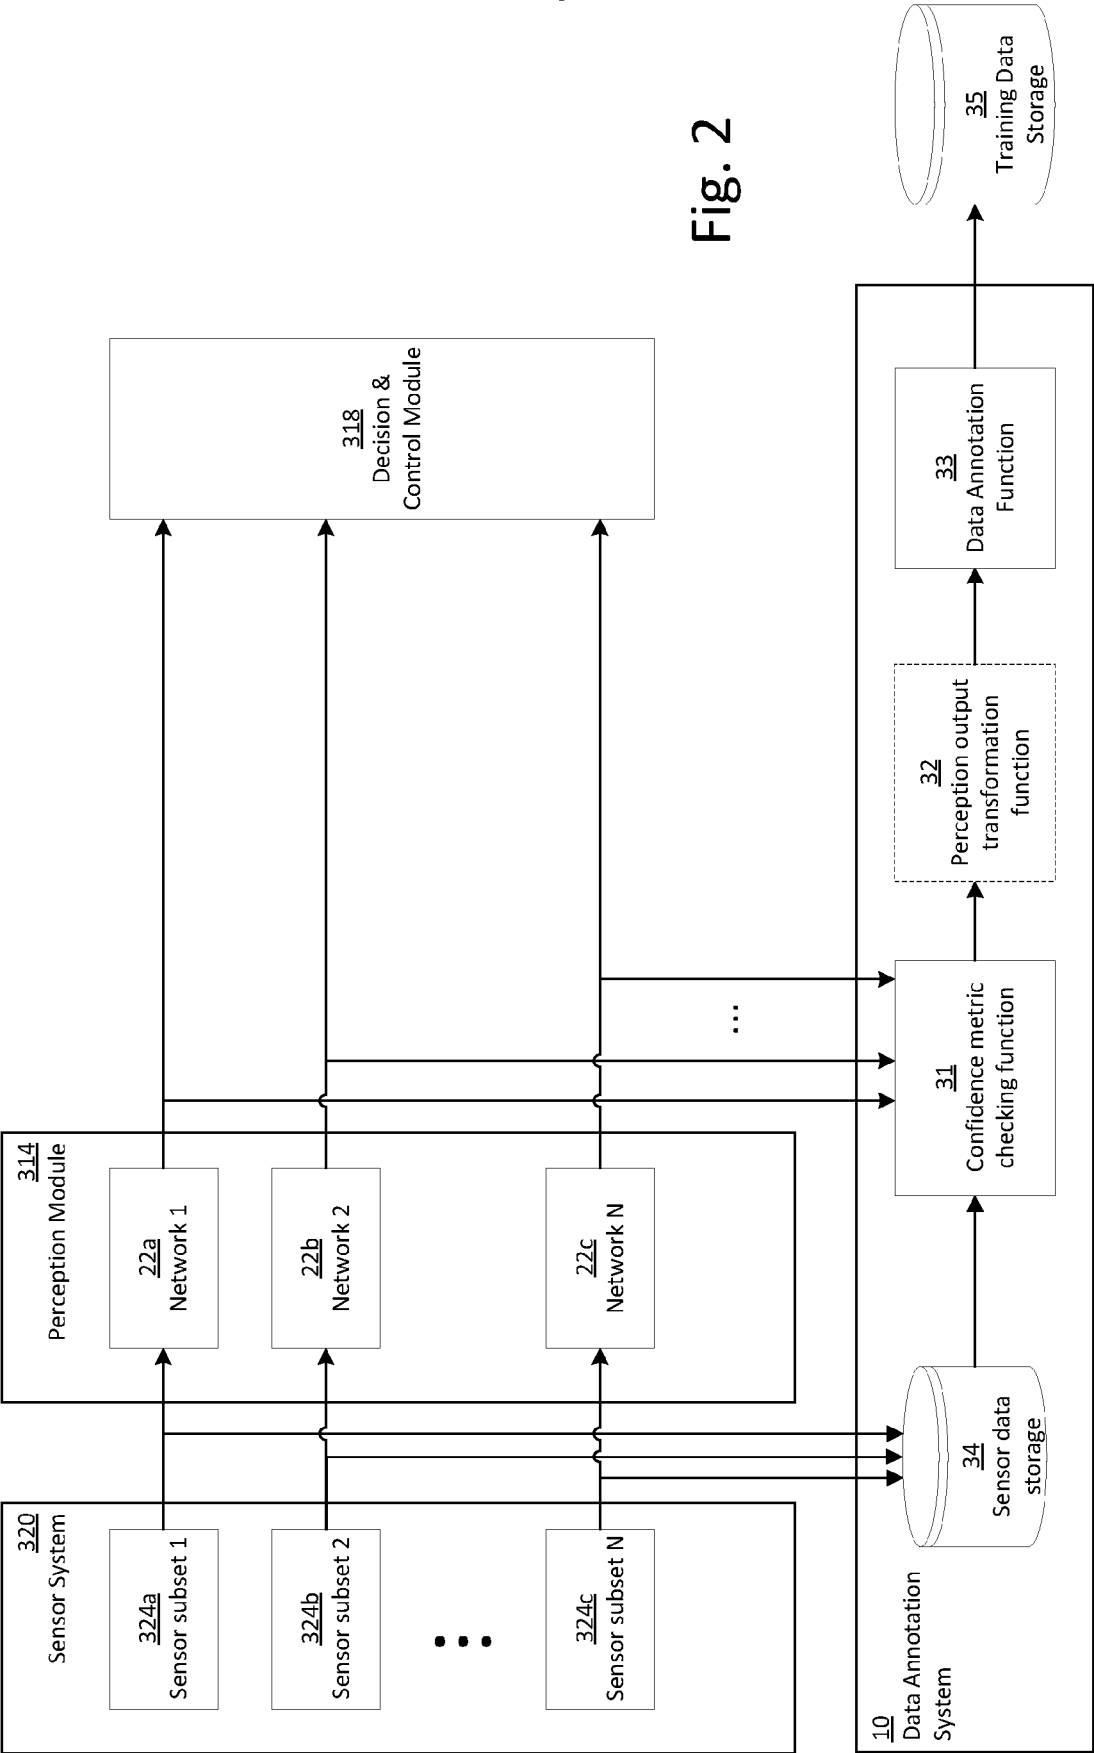 320
Sensor System
324a
Sensor subset 1
324b
Sensor subset 2
...
324c
Sensor subset N
314
Perception Module
22a
Network 1
22b
Network 2
22c
Network N
318
Decision &
Control Module
...
Fig. 2
10
Data Annotation
System
34
Sensor data
storage
31
Confidence metric
checking function
32
Perception output
transformation
function
33
Data Annotation
Function
35
Training Data
Storage